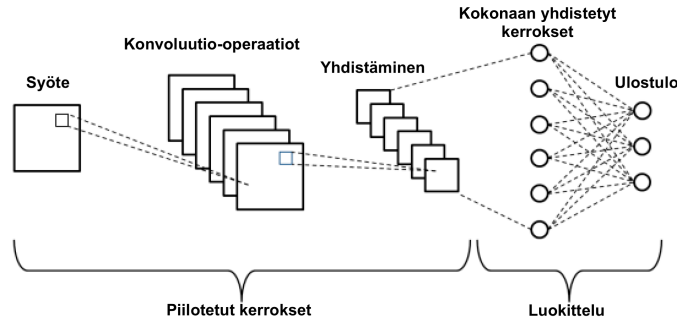 Kokonaan yhdistetyt
kerrokset
Konvoluutio-operaatiot
Yhdistäminen
Syöte
Ulostulo
Piilotetut kerrokset
Luokittelu